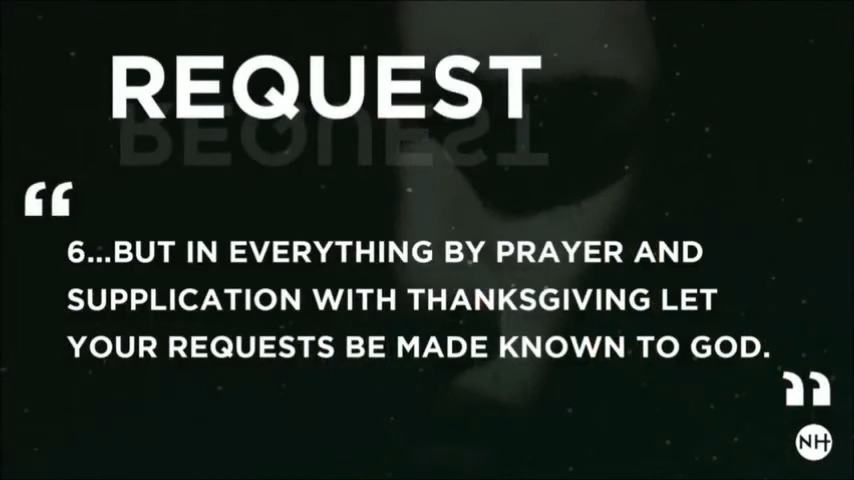 REQUEST
“
6...BUT IN EVERYTHING BY PRAYER AND
SUPPLICATION WITH THANKSGIVING LET
YOUR REQUESTS BE MADE KNOWN TO GOD.
”
NH